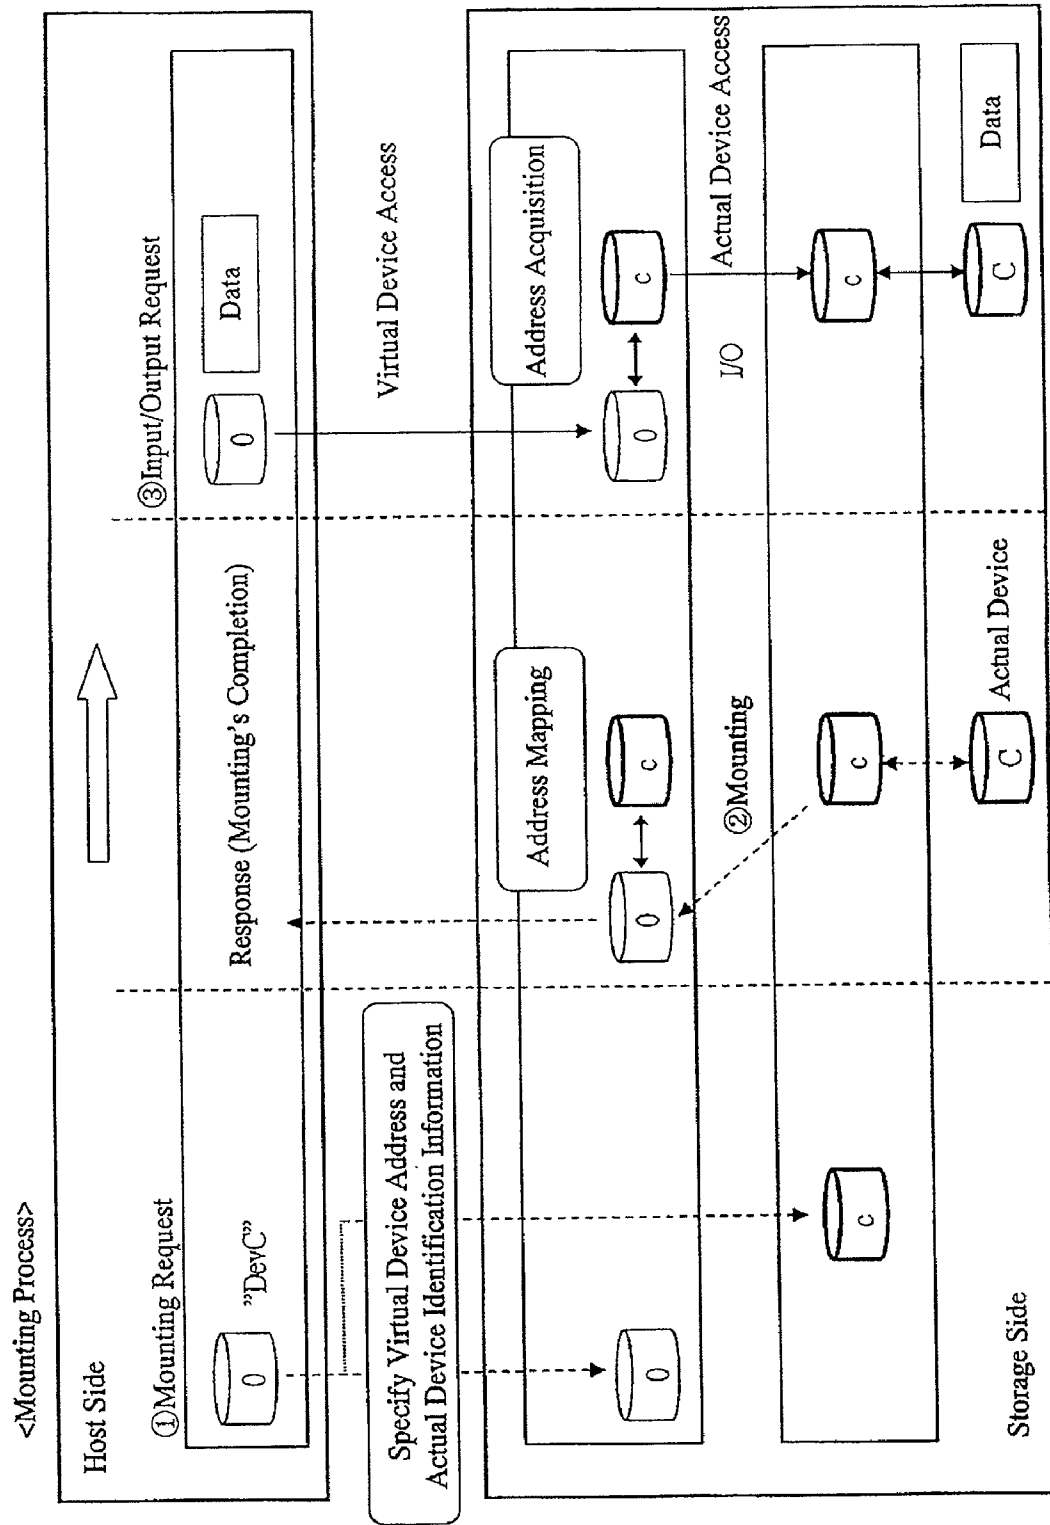 <Mounting Process>
Host Side
①Mounting Request
"DevC"
0
Specify Virtual Device Address and
Actual Device Identification Information
0
c
Storage Side
Response (Mounting's Completion)
Address Mapping
0
c
②Mounting
c
C
Actual Device
③Input/Output Request
0
Data
Virtual Device Access
Address Acquisition
0
c
I/O
Actual Device Access
c
C
Data